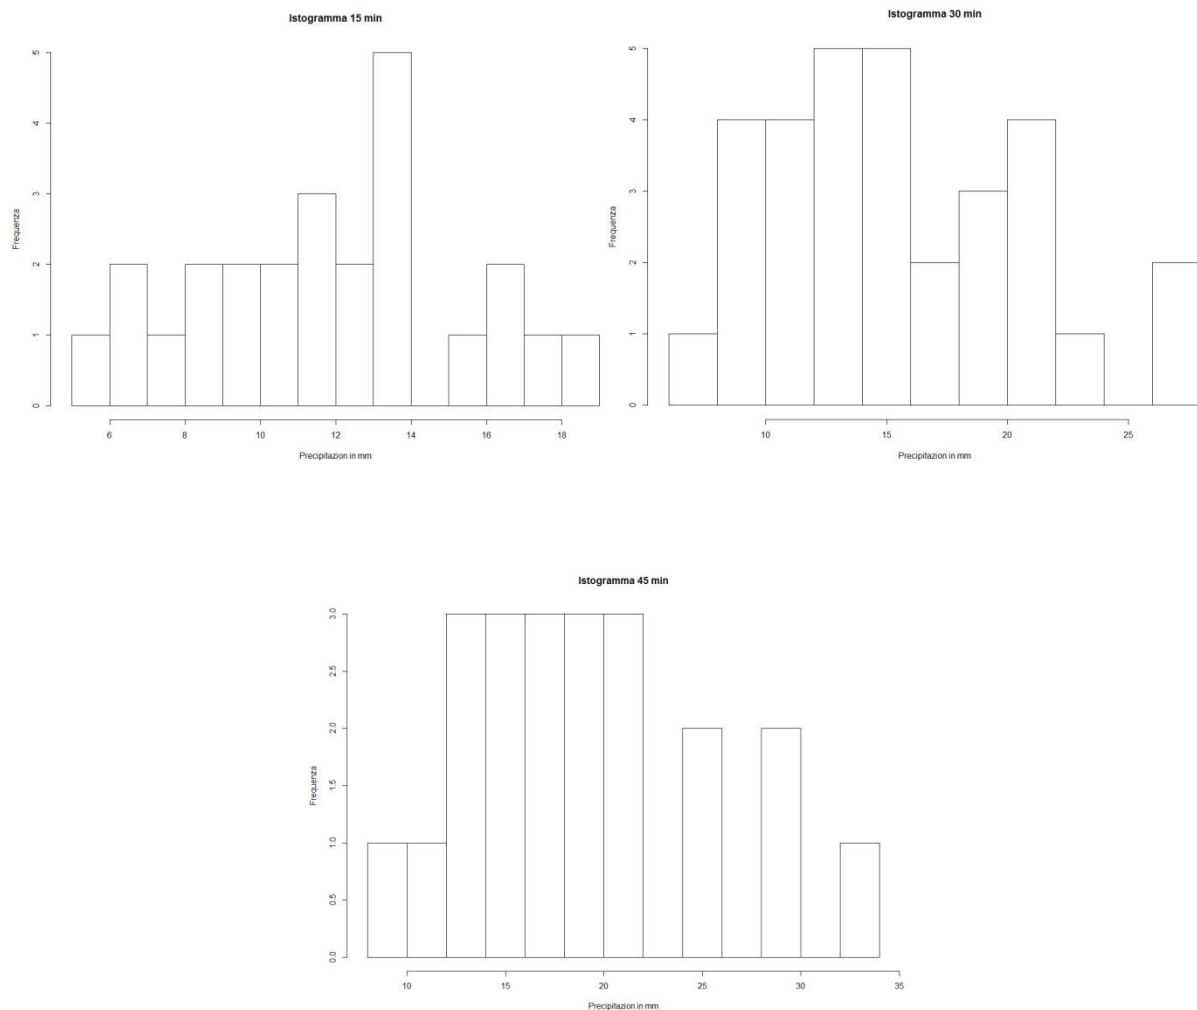 Istogramma 15 min
5
4
3
2
1
0
Frequenza
6 8 10 12 14 16 18
Precipitazion in mm
Istogramma 30 min
5
4
3
2
1
0
Frequenza
10 15 20 25
Precipitazion in mm
Istogramma 45 min
3.0
2.5
2.0
1.5
1.0
0.5
0.0
Frequenza
10 15 20 25 30 35
Precipitazion in mm